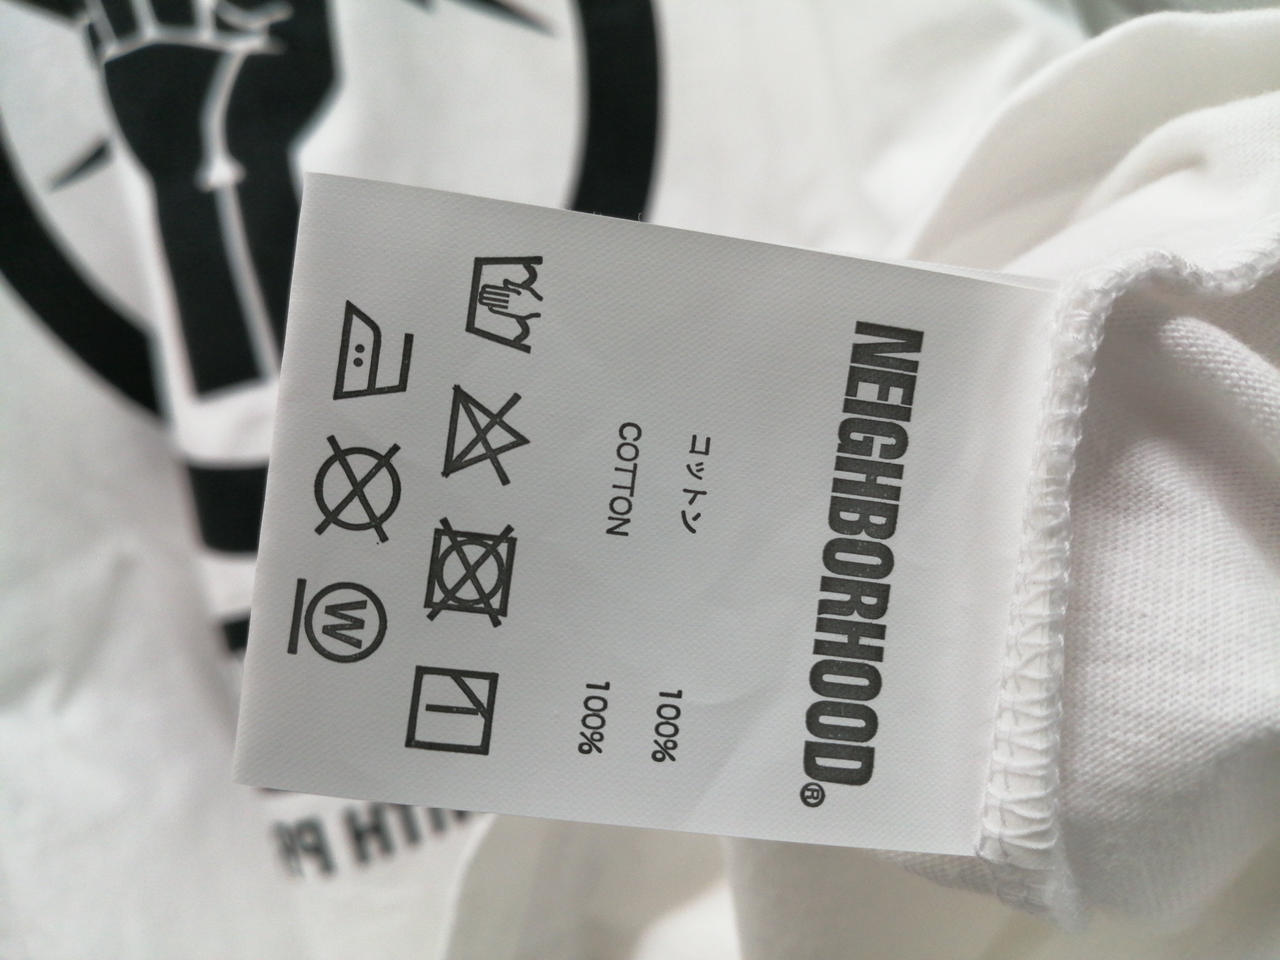 NEIGHBORHOOD®
コットン 100%
COTTON 100%
W